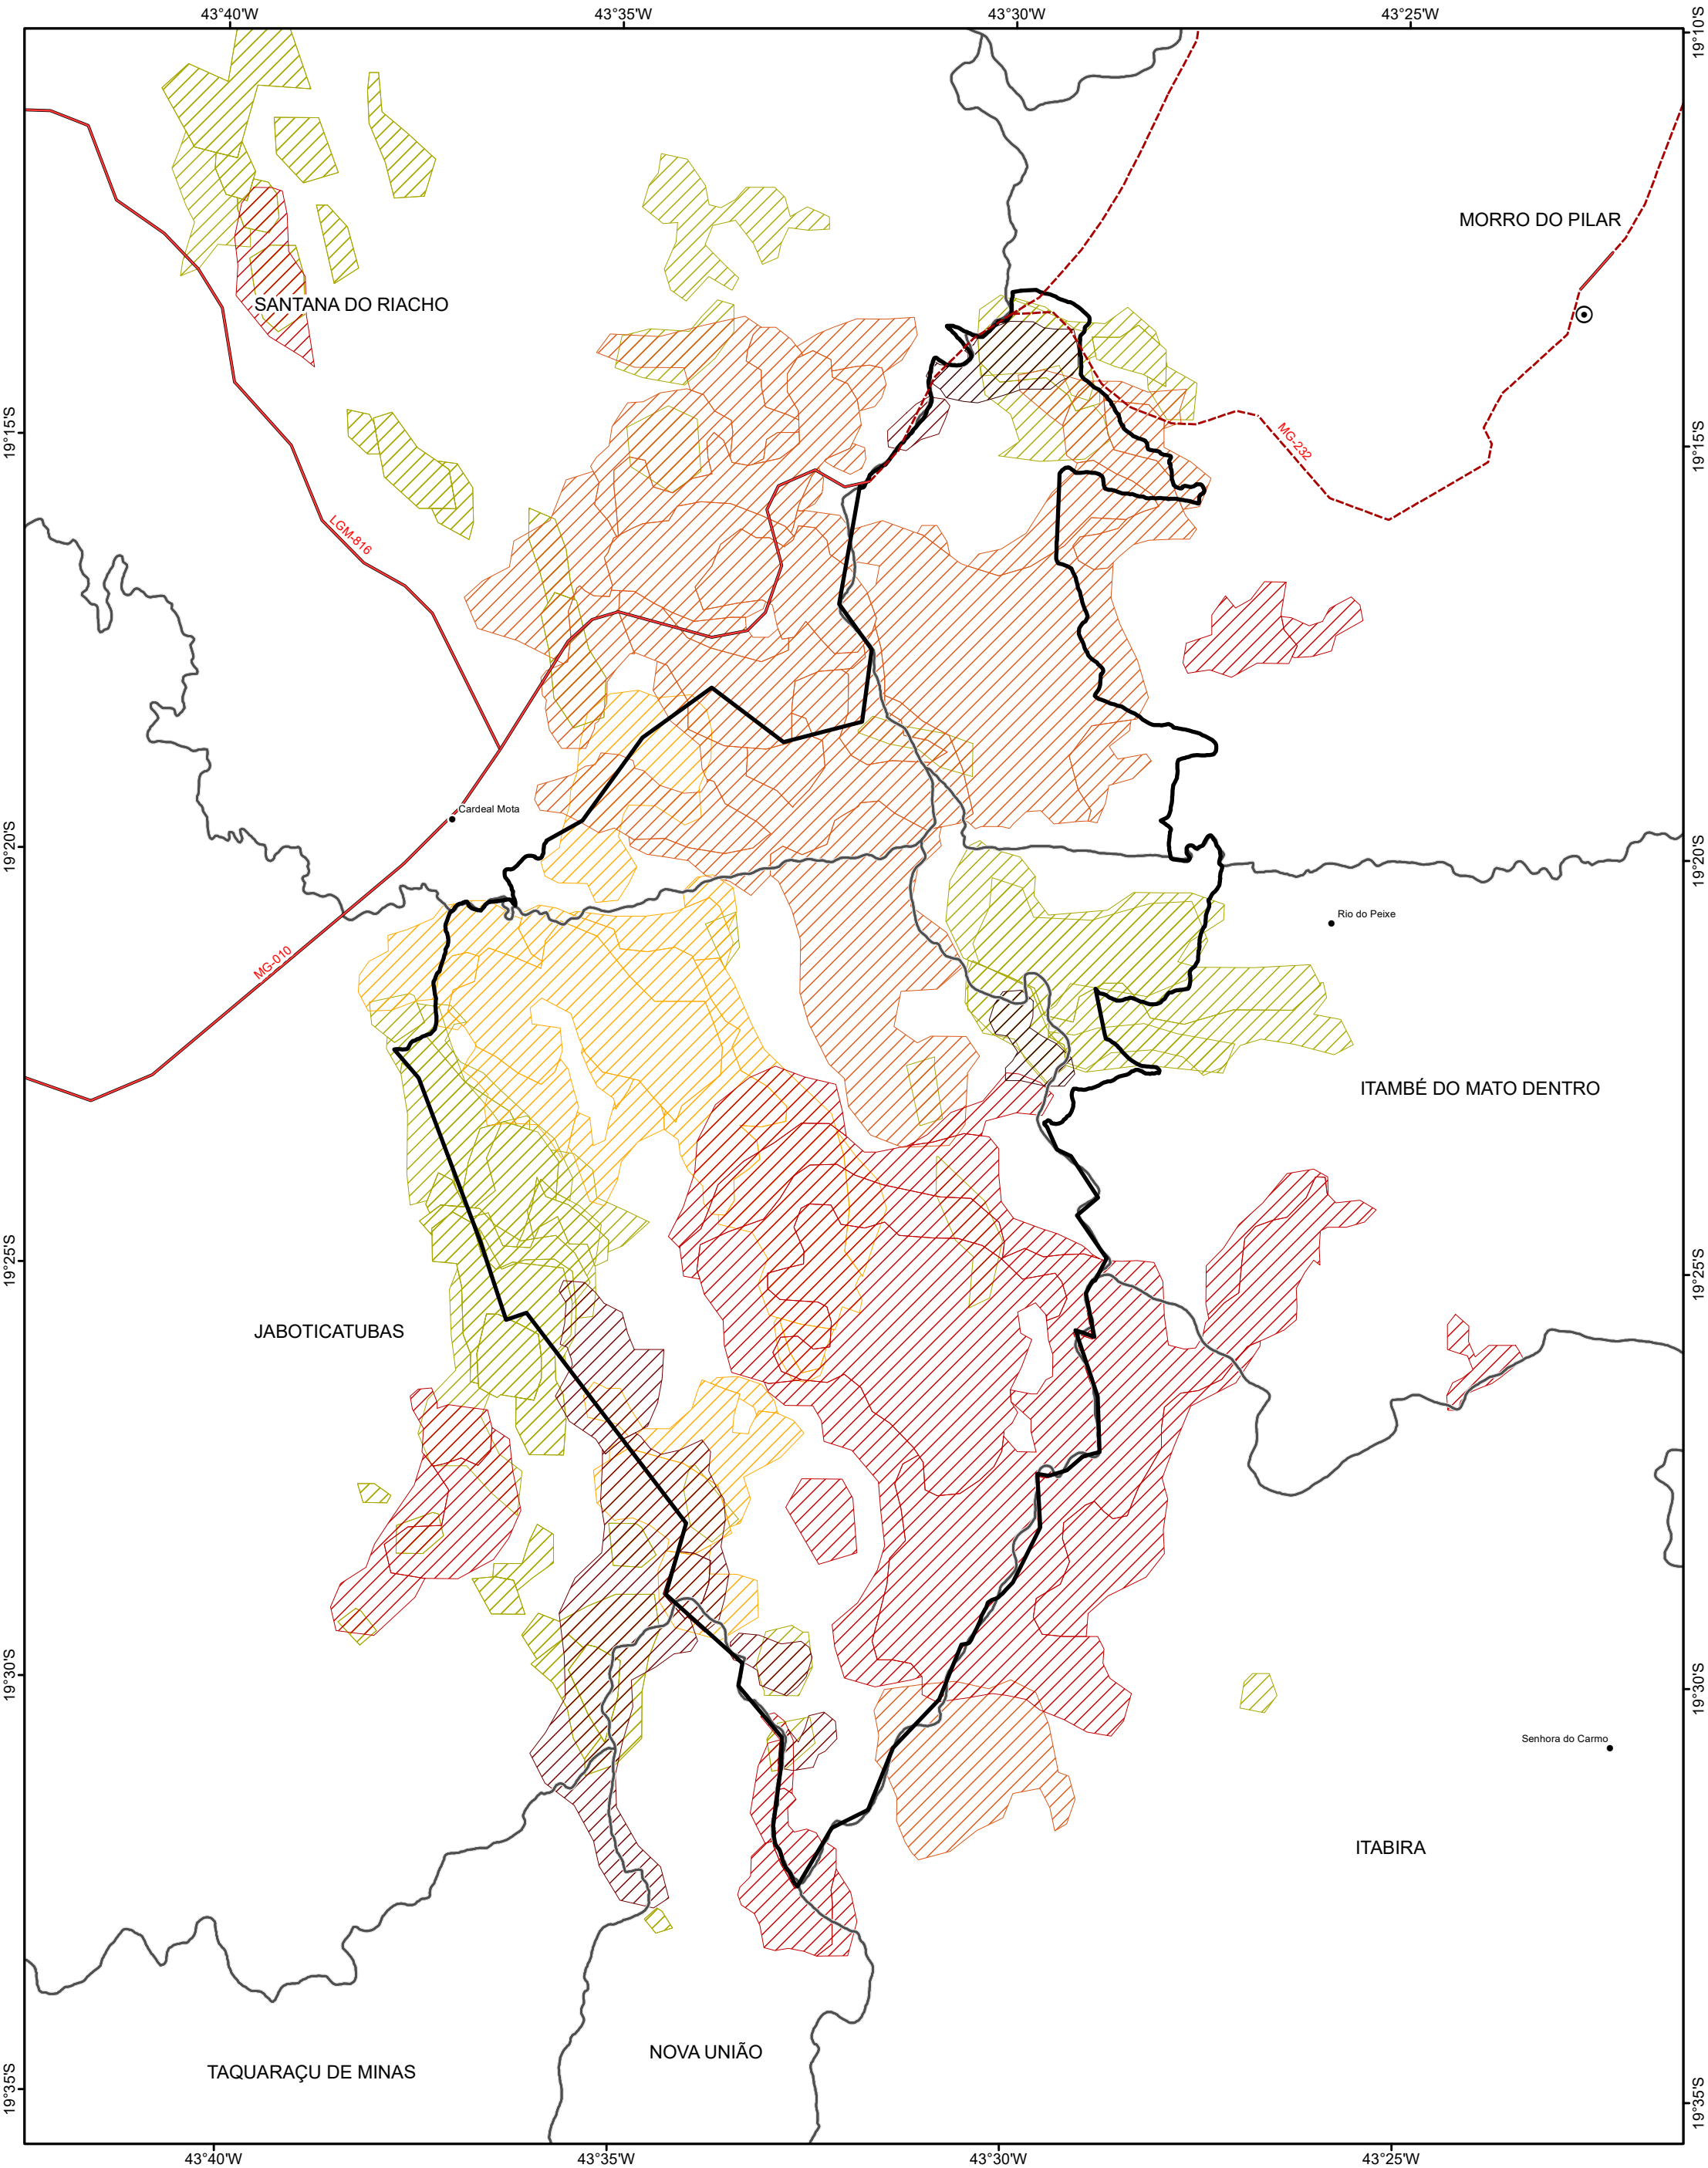 43°40'W 43°35'W 43°30'W 43°25'W
19°10'S
MORRO DO PILAR
SANTANA DO RIACHO
19°15'S 19°15'S
MG-232
LGM-816
Cardeal Mota
19°20'S 19°20'S
Rio do Peixe
MG-010
ITAMBÉ DO MATO DENTRO
19°25'S 19°25'S
JABOTICATUBAS
19°30'S 19°30'S
Senhora do Carmo
ITABIRA
NOVA UNIÃO
TAQUARAÇU DE MINAS
19°35'S 19°35'S
43°40'W 43°35'W 43°30'W 43°25'W